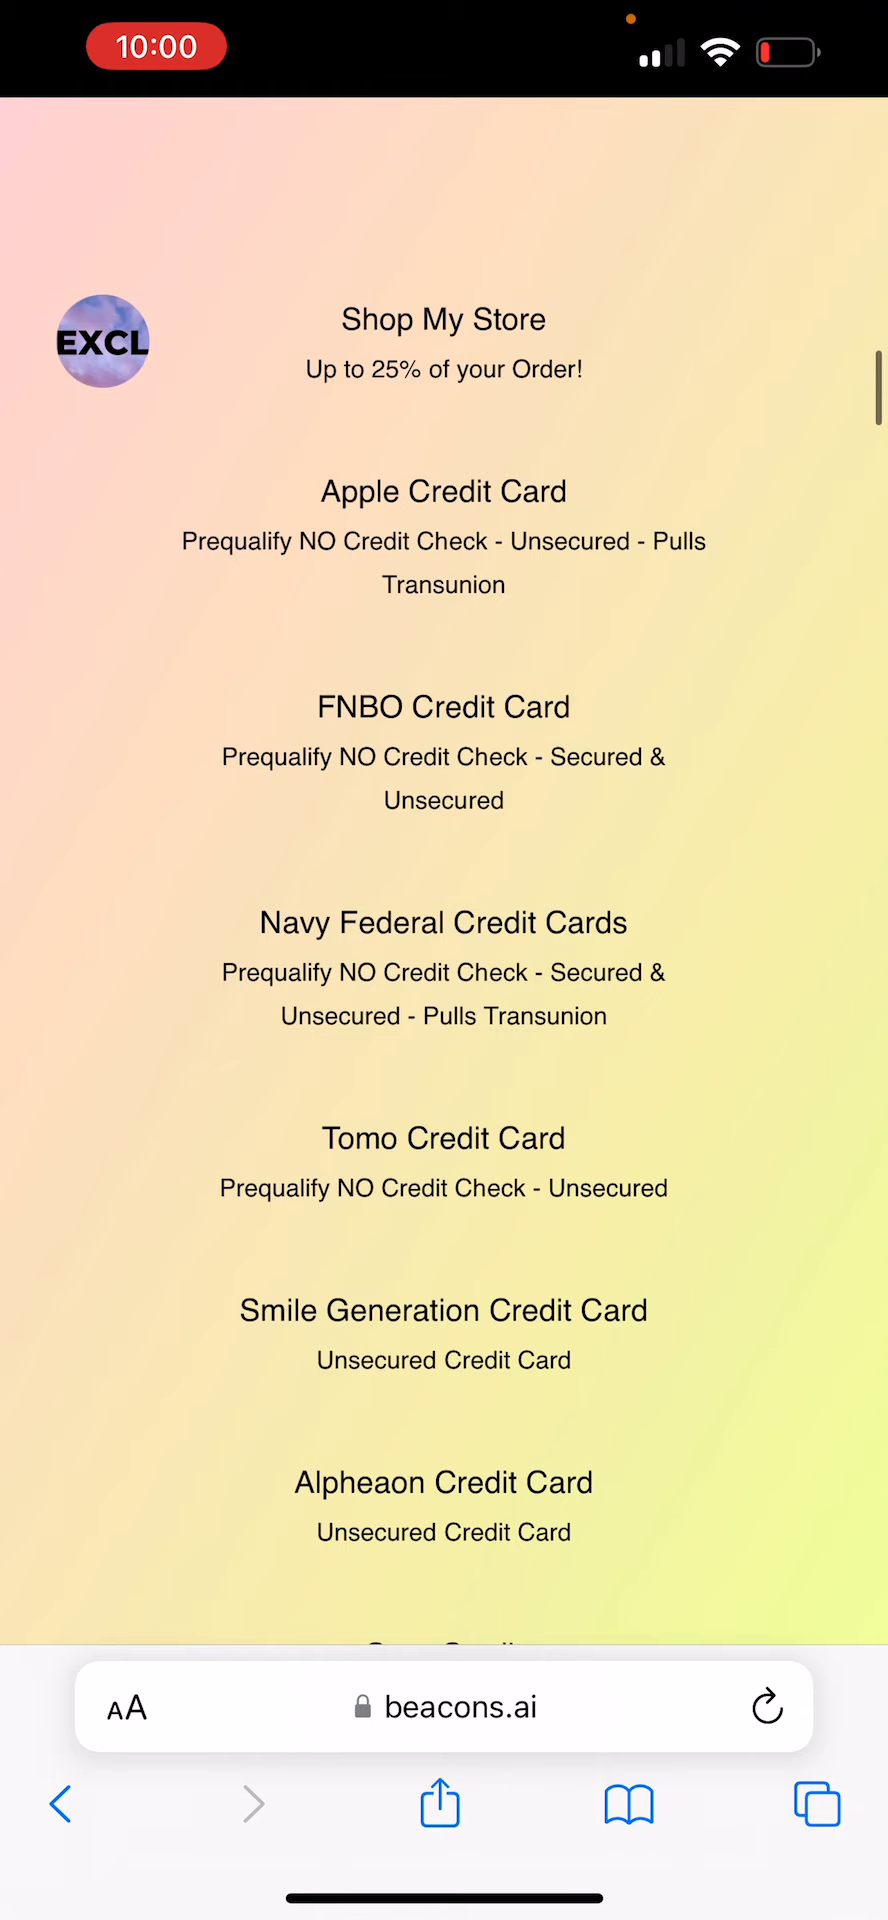 10:00
EXCL
Shop My Store
Up to 25% of your Order!
Apple Credit Card
Prequalify NO Credit Check - Unsecured - Pulls
Transunion
FNBO Credit Card
Prequalify NO Credit Check - Secured &
Unsecured
Navy Federal Credit Cards
Prequalify NO Credit Check - Secured &
Unsecured - Pulls Transunion
Tomo Credit Card
Prequalify NO Credit Check - Unsecured
Smile Generation Credit Card
Unsecured Credit Card
Alpheaon Credit Card
Unsecured Credit Card
AA beacons.ai